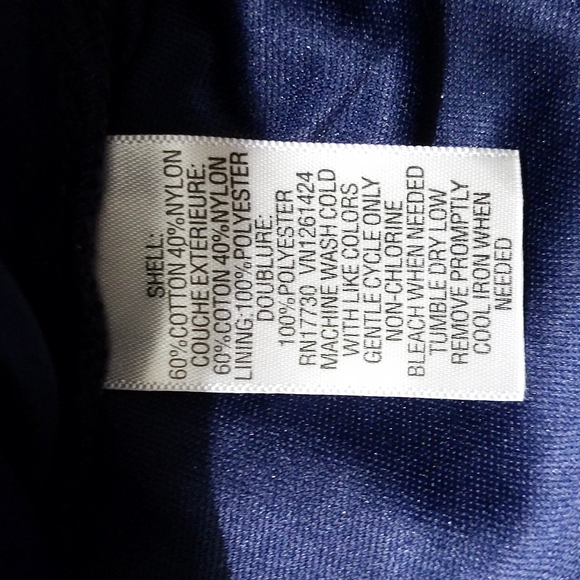 SHELL:
60%COTTON 40%NYLON
COUCHE EXTÉRIEURE:
60%COTTON 40%NYLON
LINING:100%POLYESTER
DOUBLURE:
100%POLYESTER
RN17730 VN1261424
MACHINE WASH COLD
WITH LIKE COLORS
GENTLE CYCLE ONLY
NON-CHLORINE
BLEACH WHEN NEEDED
TUMBLE DRY LOW
REMOVE PROMPTLY
COOL IRON WHEN
NEEDED